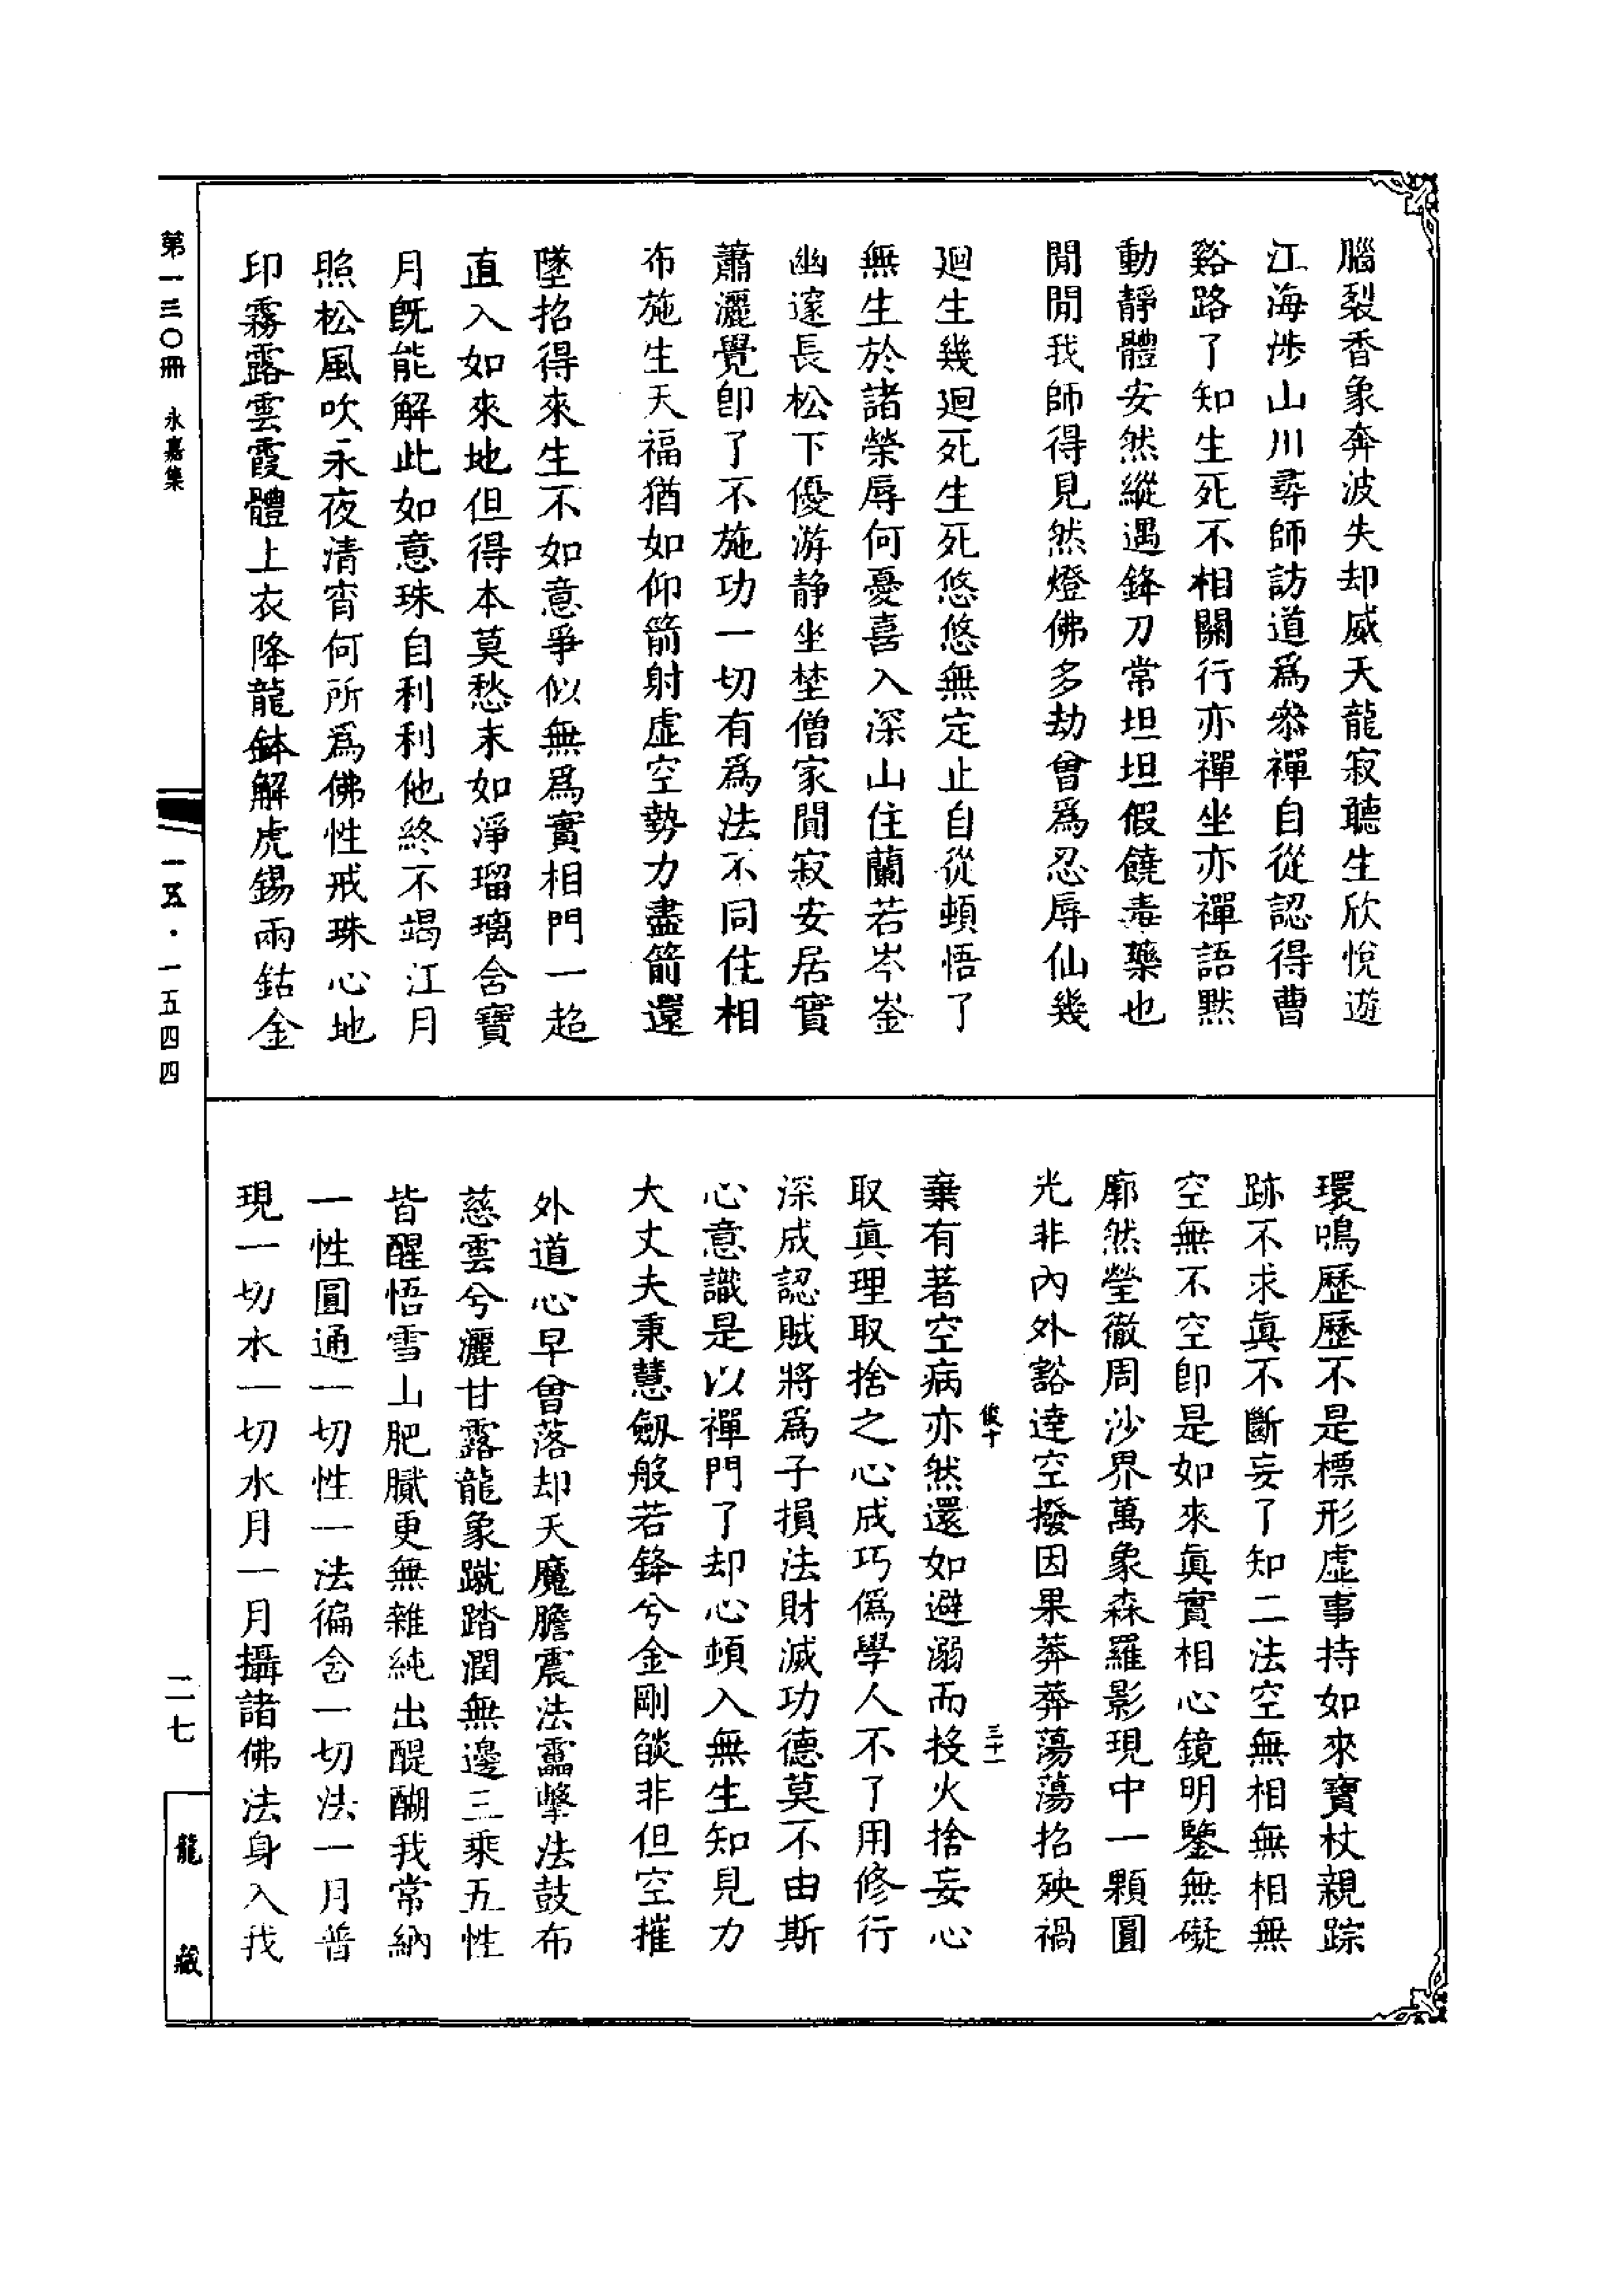 腦裂香象奔波失却威天龍寂聽生欣悅遊
江海涉山川尋師訪道爲叅禪自從認得曹
谿路了知生死不相關行亦禪坐亦禪語默
動靜體安然縱遇鋒刀常坦坦假饒毒藥也
閒閒我師得見然燈佛多劫曾爲忍辱仙幾
迴生幾迴死生死悠悠無定止自從頓悟了
無生於諸榮辱何憂喜入深山住蘭若岑崟
幽邃長松下優游靜坐埜僧家閴寂安居實
蕭灑覺即了不施功一切有爲法不同住相
布施生天福猶如仰箭射虛空勢力盡箭還
墜招得來生不如意爭似無爲實相門一超
直入如來地但得本莫愁末如淨瑠璃含寶
月旣能解此如意珠自利利他終不竭江月
照松風吹永夜清宵何所爲佛性戒珠心地
印霧露雲霞體上衣降龍鉢解虎錫兩鈷金
環鳴歷歷不是標形虛事持如來寶杖親踪
跡不求眞不斷妄了知二法空無相無相無
空無不空即是如來眞實相心鏡明鑒無礙
廓然瑩徹周沙界萬象森羅影現中一顆圓
光非內外豁達空撥因果莽莽蕩蕩招殃禍
俊十 三十一
棄有著空病亦然還如避溺而投火捨妄心
取眞理取捨之心成巧僞學人不了用修行
深成認賊將爲子損法財滅功德莫不由斯
心意識是以禪門了却心頓入無生知見力
大丈夫秉慧劒般若鋒兮金剛燄非但空摧
外道心早曾落却天魔膽震法靁擊法鼓布
慈雲兮灑甘露龍象蹴踏潤無邊三乘五性
皆醒悟雪山肥膩更無雜純出醍醐我常納
一性圓通一切性一法徧含一切法一月普
現一切水一切水月一月攝諸佛法身入我
第一三〇冊 永嘉集
一五・一五四四
二七
龍藏